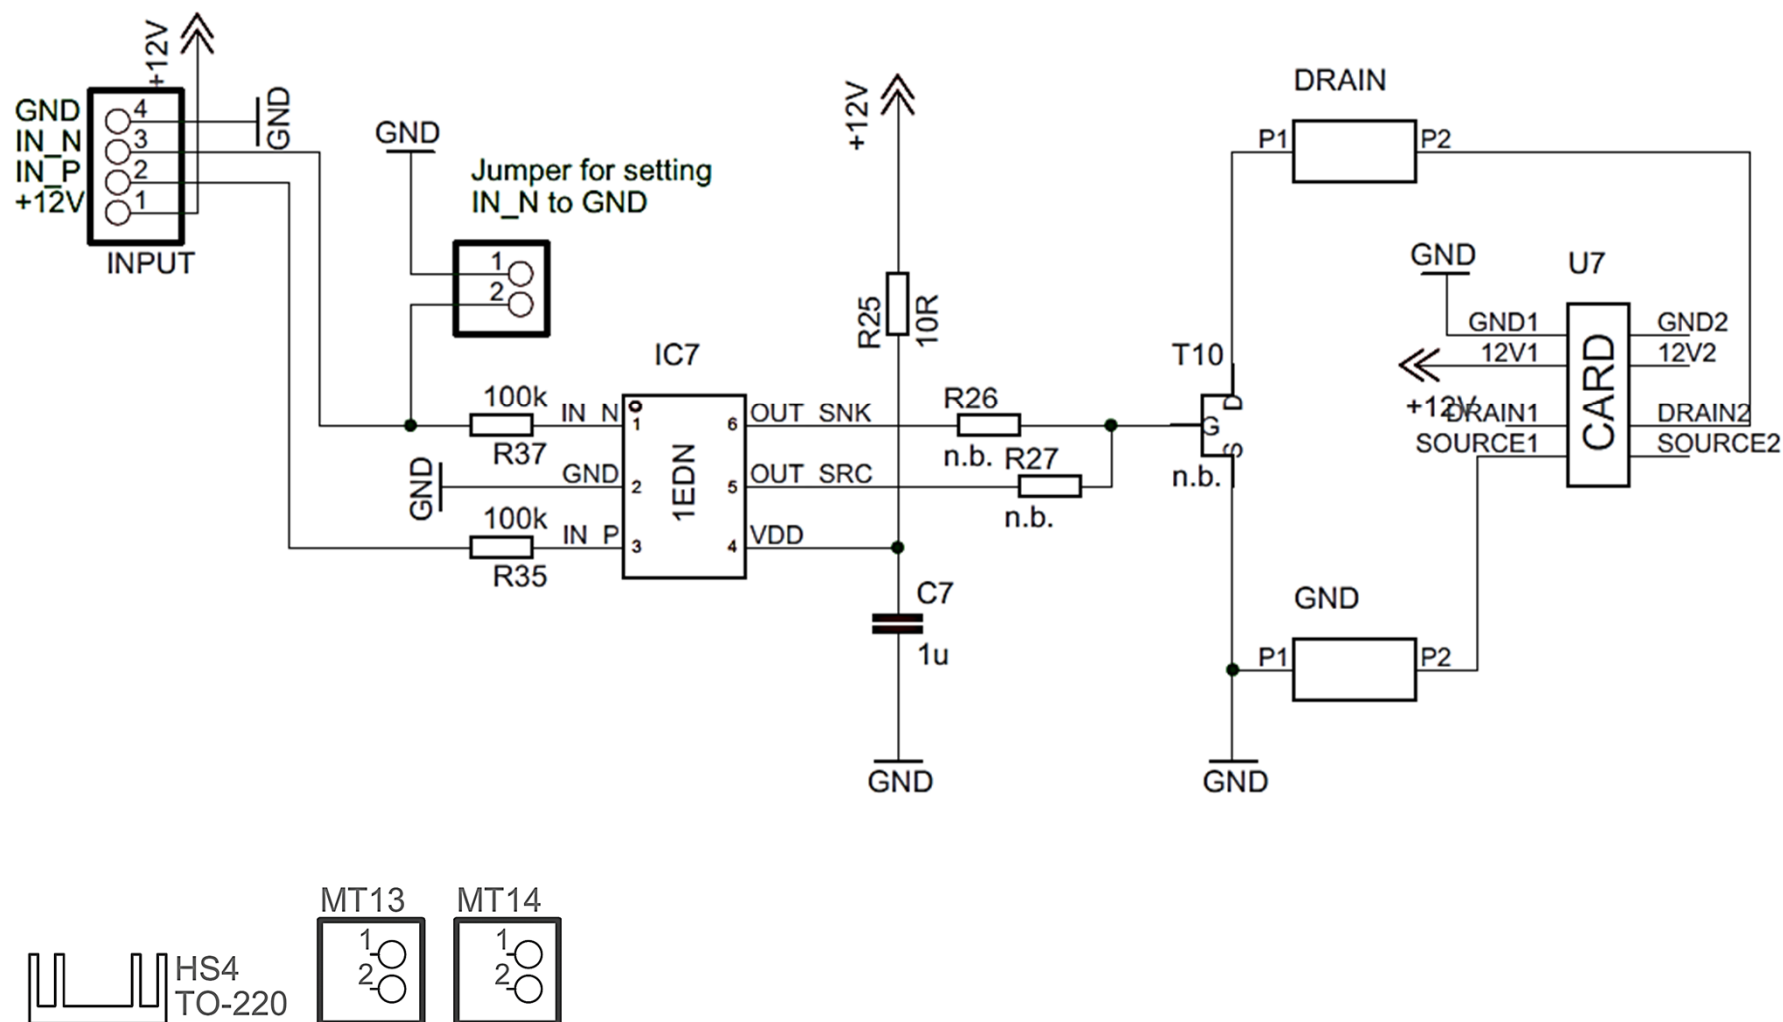 +12V
GND
IN_N
IN_P
+12V
4
3
2
1
GND
INPUT
GND
Jumper for setting
IN_N to GND
1
2
+12V
R25
10R
DRAIN
P1
P2
GND
U7
GND1
12V1
+12V
DRAIN1
SOURCE1
CARD
GND2
12V2
DRAIN2
SOURCE2
IC7
100k
R37
IN_N
1
GND
GND
2
100k
R35
IN_P
3
1EDN
6
OUT_SNK
5
OUT_SRC
4
VDD
R26
n.b.
R27
n.b.
T10
G
D
S
n.b.
C7
1u
GND
GND
P1
P2
GND
HS4
TO-220
MT13
1
2
MT14
1
2